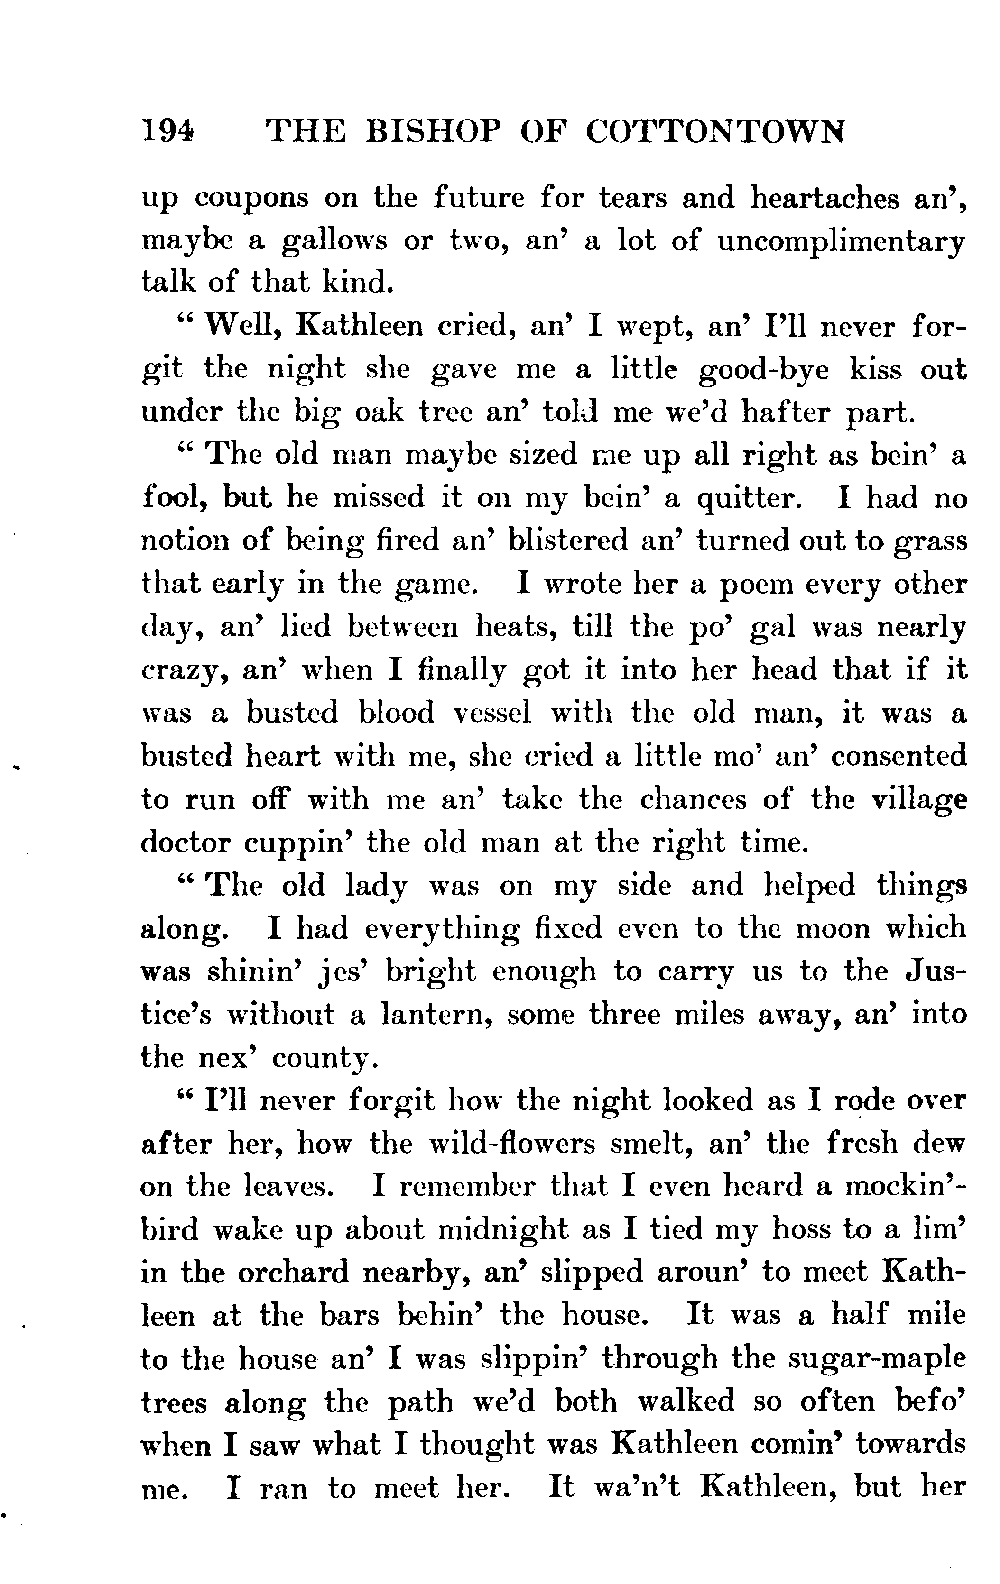 194 THE BISHOP OF COTTONTOWN
up coupons on the future for tears and heartaches an',
maybe a gallows or two, an' a lot of uncomplimentary
talk of that kind.
“ Well, Kathleen cried, an' I wept, an' I'll never for-
git the night she gave me a little good-bye kiss out
under the big oak tree an' told me we'd hafter part.
“ The old man maybe sized me up all right as bein' a
fool, but he missed it on my bein' a quitter. I had no
notion of being fired an' blistered an' turned out to grass
that early in the game. I wrote her a poem every other
day, an' lied between heats, till the po' gal was nearly
crazy, an' when I finally got it into her head that if it
was a busted blood vessel with the old man, it was a
busted heart with me, she cried a little mo' an' consented
to run off with me an' take the chances of the village
doctor cuppin' the old man at the right time.
“ The old lady was on my side and helped things
along. I had everything fixed even to the moon which
was shinin' jes' bright enough to carry us to the Jus-
tice's without a lantern, some three miles away, an' into
the nex' county.
“ I'll never forgit how the night looked as I rode over
after her, how the wild-flowers smelt, an' the fresh dew
on the leaves. I remember that I even heard a mockin'-
bird wake up about midnight as I tied my hoss to a lim'
in the orchard nearby, an' slipped aroun' to meet Kath-
leen at the bars behin' the house. It was a half mile
to the house an' I was slippin' through the sugar-maple
trees along the path we'd both walked so often befo'
when I saw what I thought was Kathleen comin' towards
me. I ran to meet her. It wa'n't Kathleen, but her